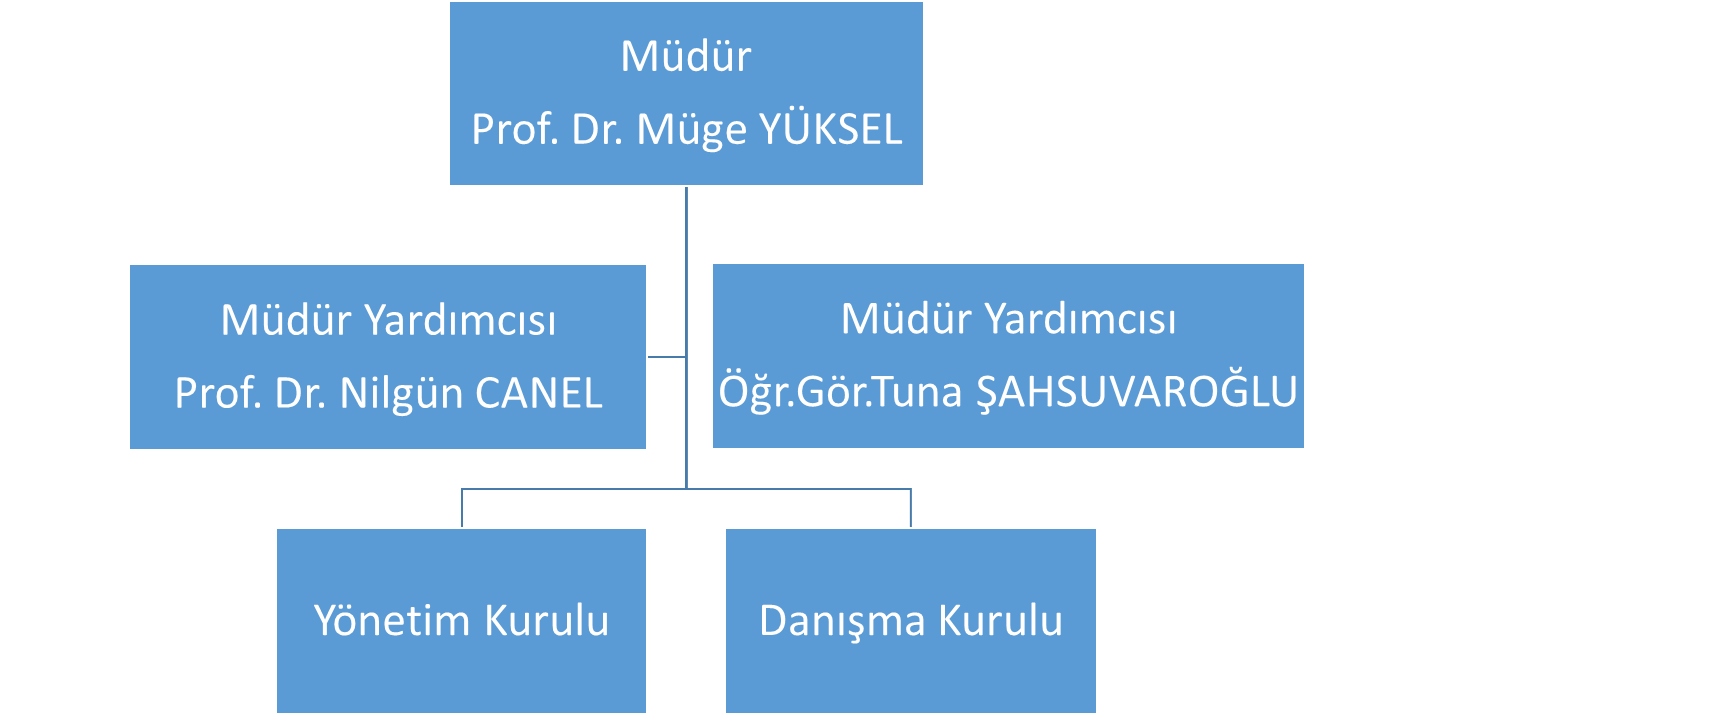 Müdür
Prof. Dr. Müge YÜKSEL
Müdür Yardımcısı
Prof. Dr. Nilgün CANEL
Müdür Yardımcısı
Öğr.Gör.Tuna ŞAHSUVAROĞLU
Yönetim Kurulu
Danışma Kurulu